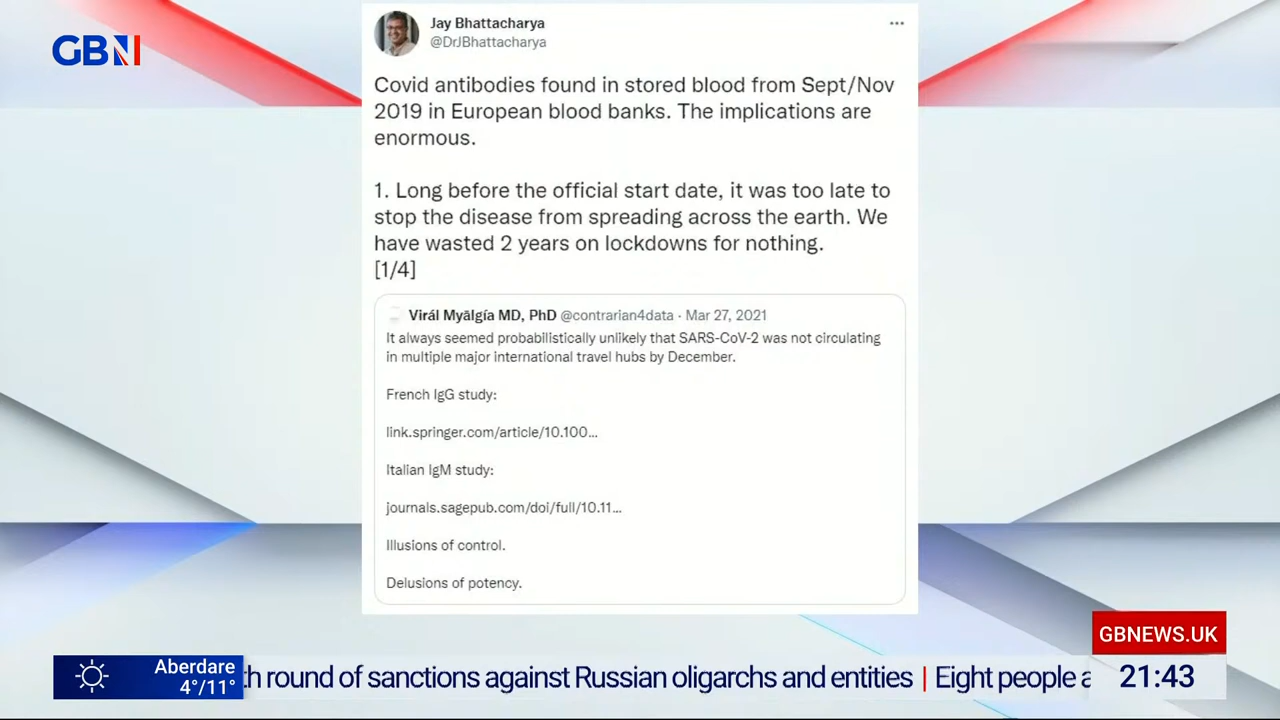 GBN
Jay Bhattacharya
@DrJBhattacharya
Covid antibodies found in stored blood from Sept/Nov
2019 in European blood banks. The implications are
enormous.
1. Long before the official start date, it was too late to
stop the disease from spreading across the earth. We
have wasted 2 years on lockdowns for nothing.
[1/4]
Virál Myälgía MD, PhD @contrarian4data · Mar 27, 2021
It always seemed probabilistically unlikely that SARS-CoV-2 was not circulating
in multiple major international travel hubs by December.
French IgG study:
link.springer.com/article/10.100...
Italian IgM study:
journals.sagepub.com/doi/full/10.11...
Illusions of control.
Delusions of potency.
GBNEWS.UK
Aberdare
4°/11°
th round of sanctions against Russian oligarchs and entities | Eight people a
21:43